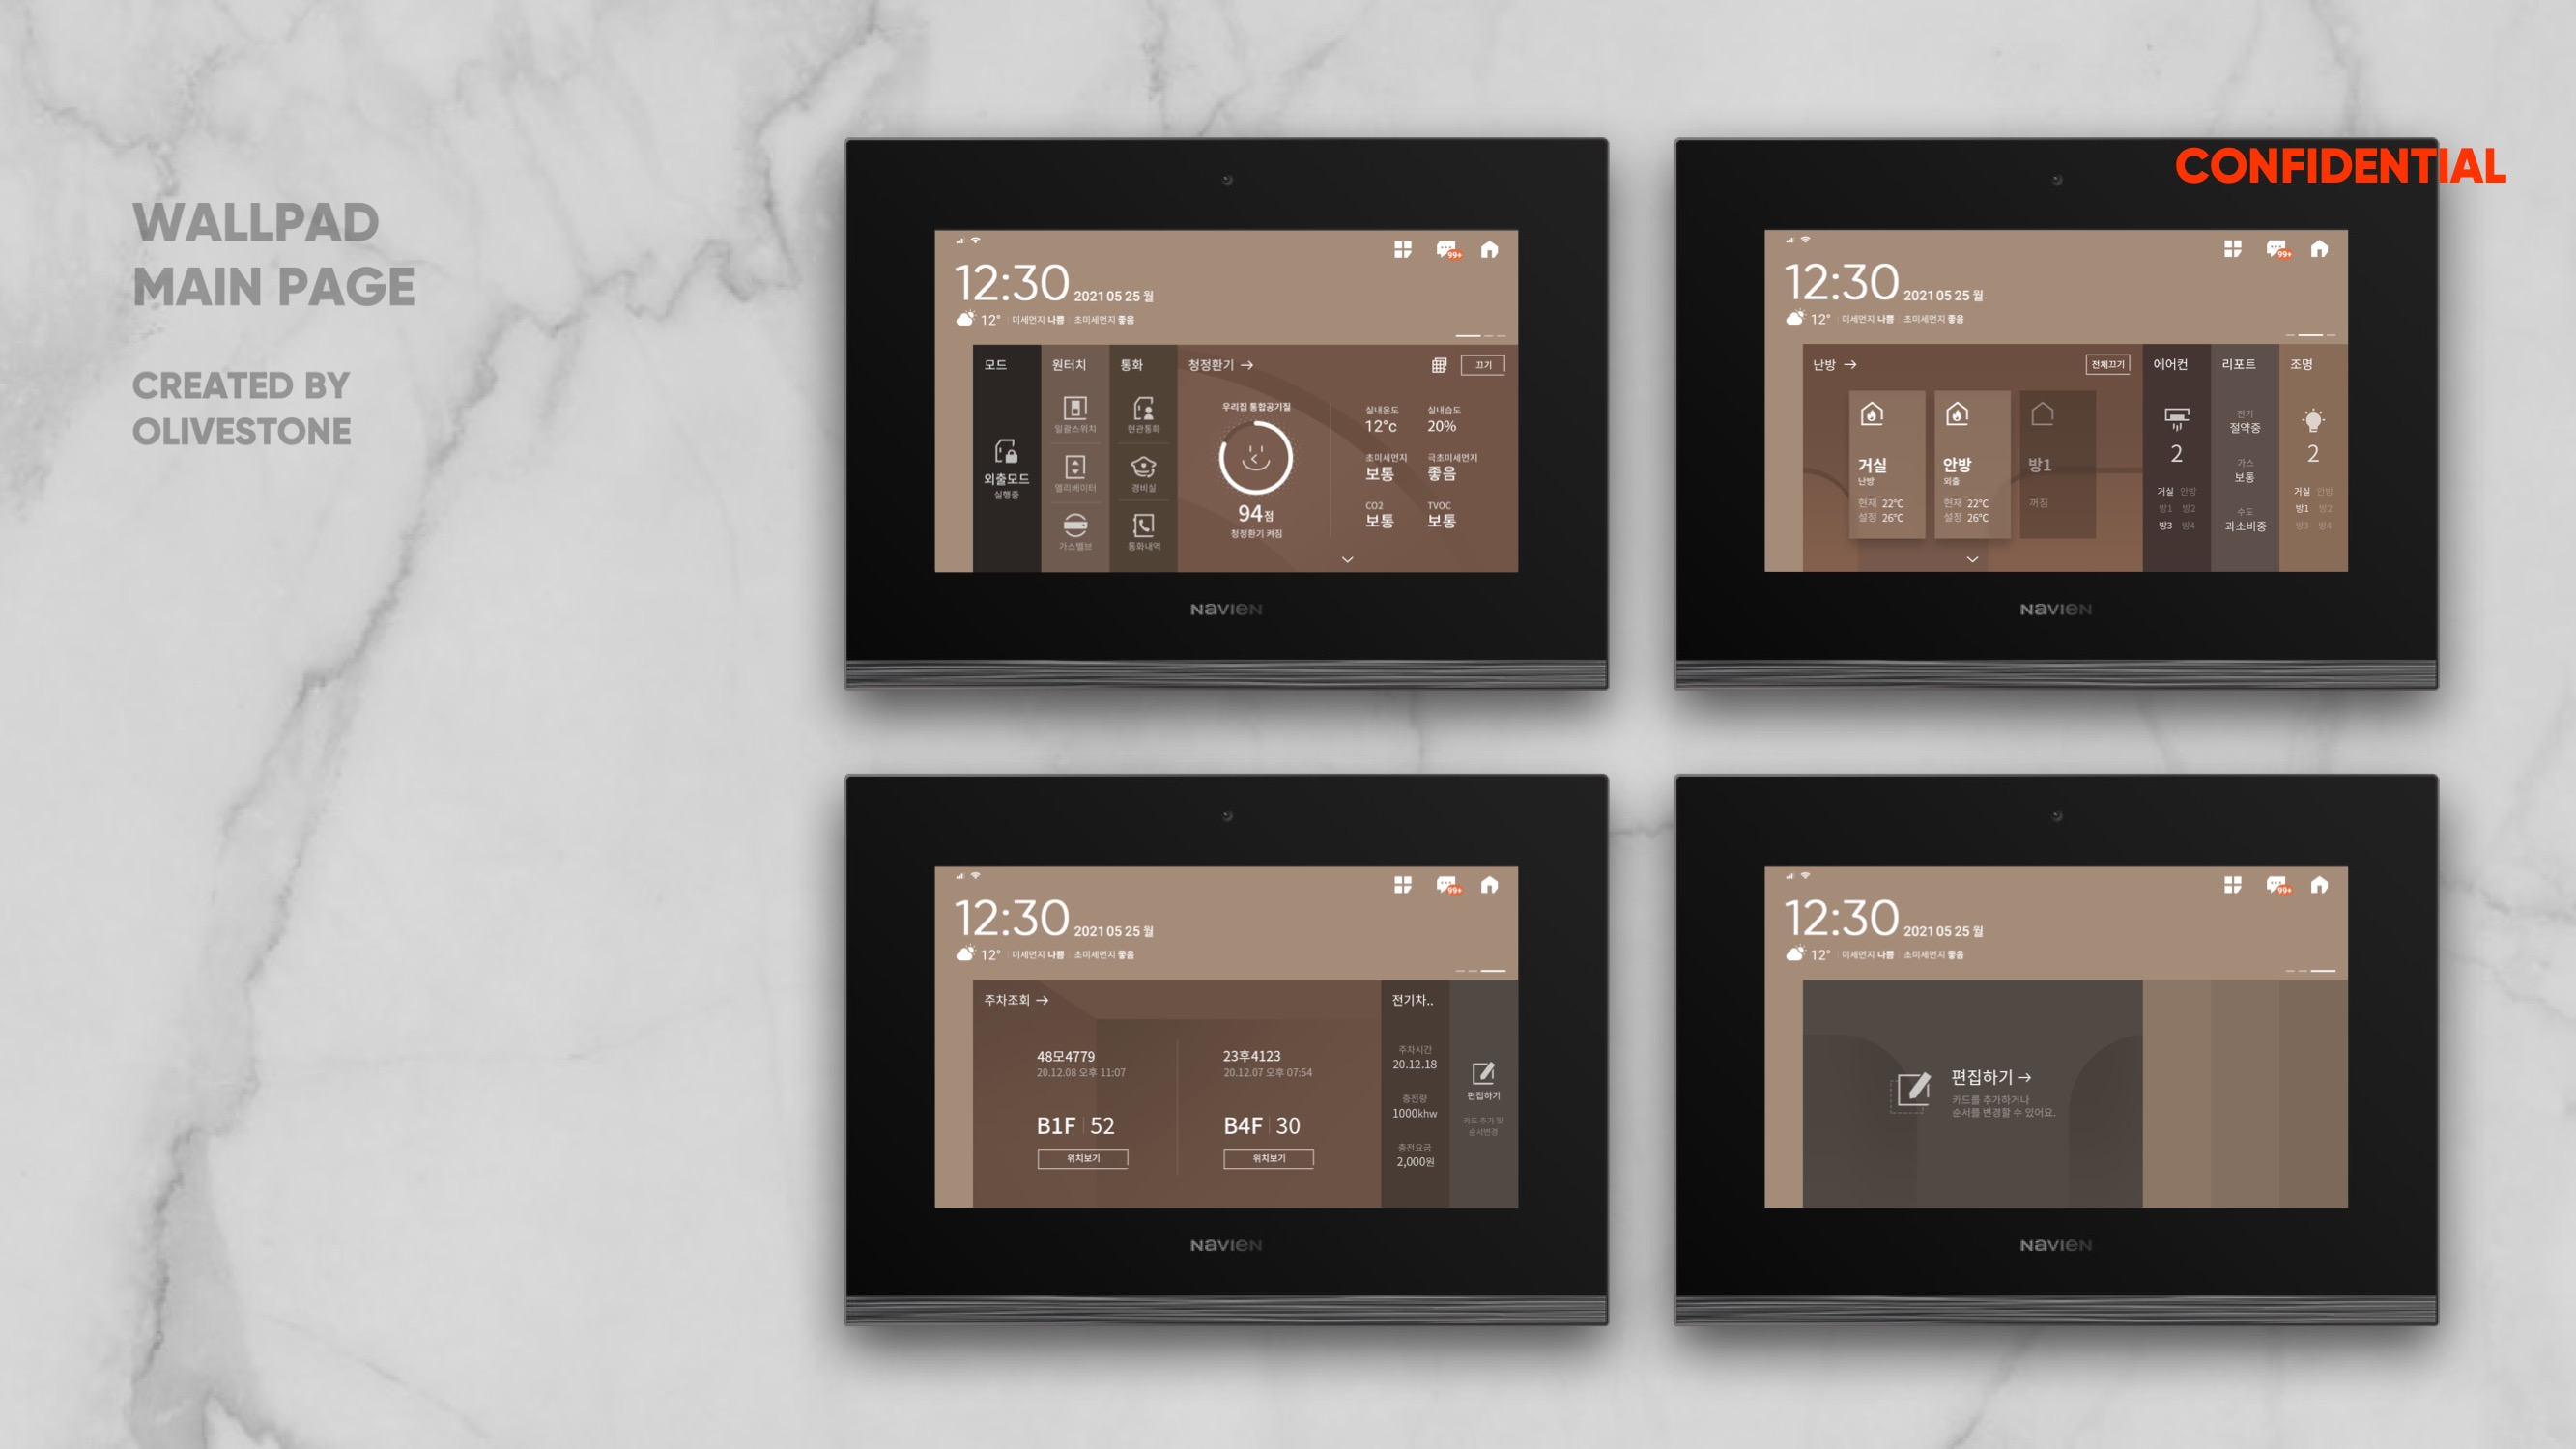 WALLPAD
MAIN PAGE
CREATED BY
OLIVESTONE
CONFIDENTIAL
99+
12:30 2021 05 25 월
12° 미세먼지 나쁨 초미세먼지 좋음
모드
외출모드
실행중
원터치
일괄스위치
엘리베이터
가스밸브
통화
현관통화
경비실
통화내역
청정환기 →
끄기
우리집 통합공기질
94점
청정환기 켜짐
실내온도 실내습도
12°c 20%
초미세먼지 극초미세먼지
보통 좋음
CO2 TVOC
보통 보통
NAVIEN
99+
12:30 2021 05 25 월
12° 미세먼지 나쁨 초미세먼지 좋음
난방 →
전체끄기
거실
난방
현재 22℃
설정 26℃
안방
외출
현재 22℃
설정 26℃
방1
꺼짐
에어컨
2
거실 안방
방1 방2
방3 방4
리포트
전기
절약중
가스
보통
수도
과소비중
조명
2
거실 안방
방1 방2
방3 방4
NAVIEN
99+
12:30 2021 05 25 월
12° 미세먼지 나쁨 초미세먼지 좋음
주차조회 →
48모4779
20.12.08 오후 11:07
B1F 52
위치보기
23후4123
20.12.07 오후 07:54
B4F 30
위치보기
전기차..
주차시간
20.12.18
충전량
1000khw
충전요금
2,000원
편집하기
카드 추가 및
순서변경
NAVIEN
99+
12:30 2021 05 25 월
12° 미세먼지 나쁨 초미세먼지 좋음
편집하기 →
카드를 추가하거나
순서를 변경할 수 있어요.
NAVIEN